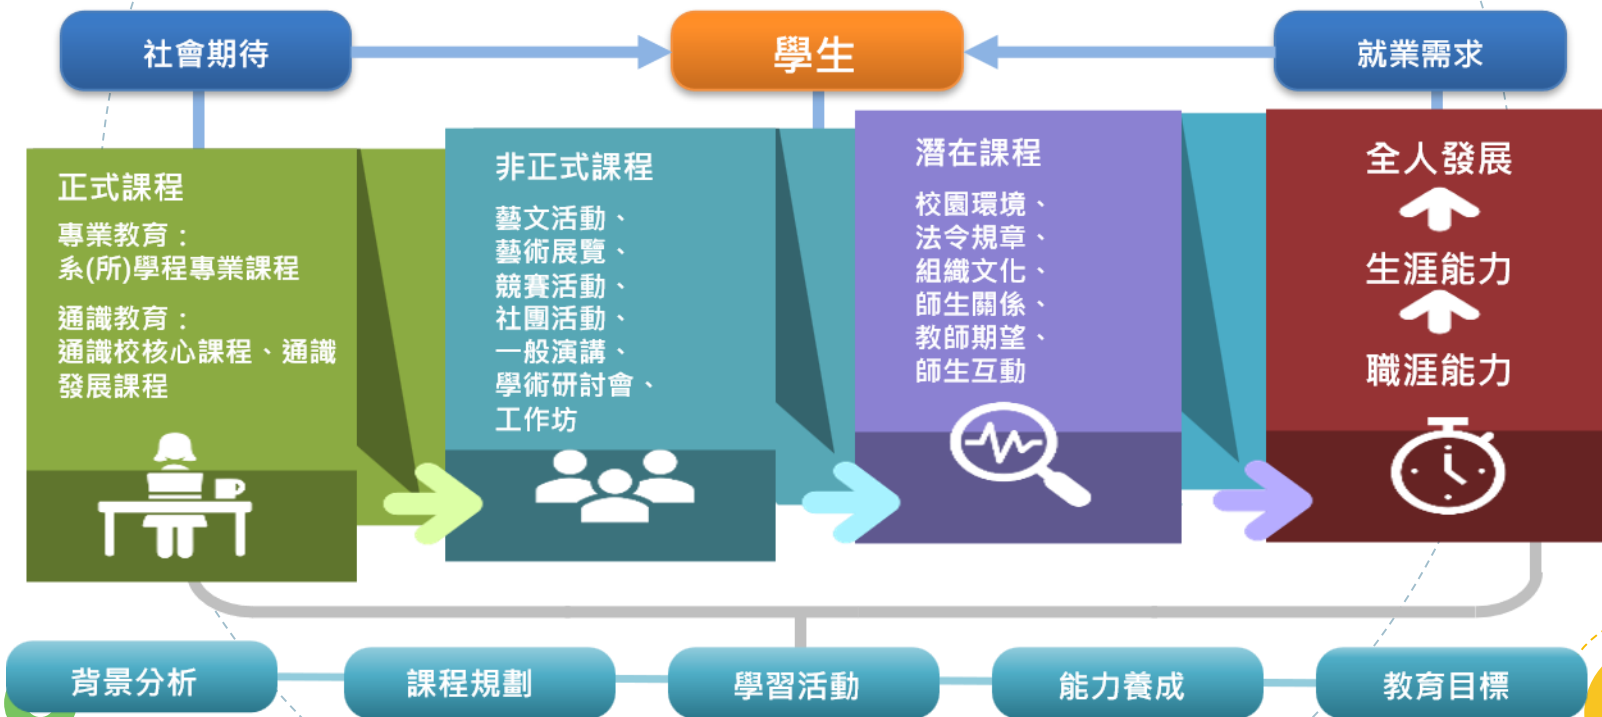 社會期待
學生
就業需求
正式課程
專業教育：
系(所)學程專業課程
通識教育：
通識校核心課程、通識
發展課程
非正式課程
藝文活動、
藝術展覽、
競賽活動、
社團活動、
一般演講、
學術研討會、
工作坊
潛在課程
校園環境、
法令規章、
組織文化、
師生關係、
教師期望、
師生互動
全人發展
生涯能力
職涯能力
背景分析
課程規劃
學習活動
能力養成
教育目標